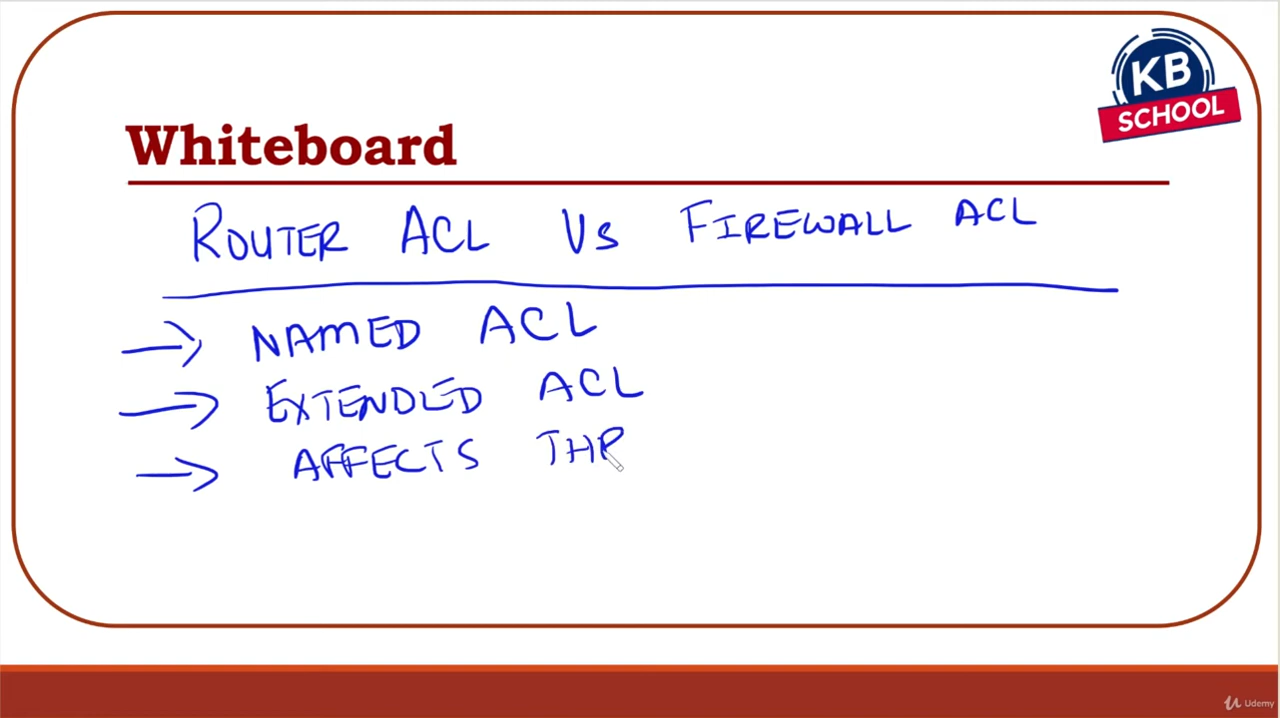 KB
SCHOOL
Whiteboard
ROUTER ACL Vs FIREWALL ACL
→ NAMED ACL
→ EXTENDED ACL
→ AFFECTS THR
Udemy